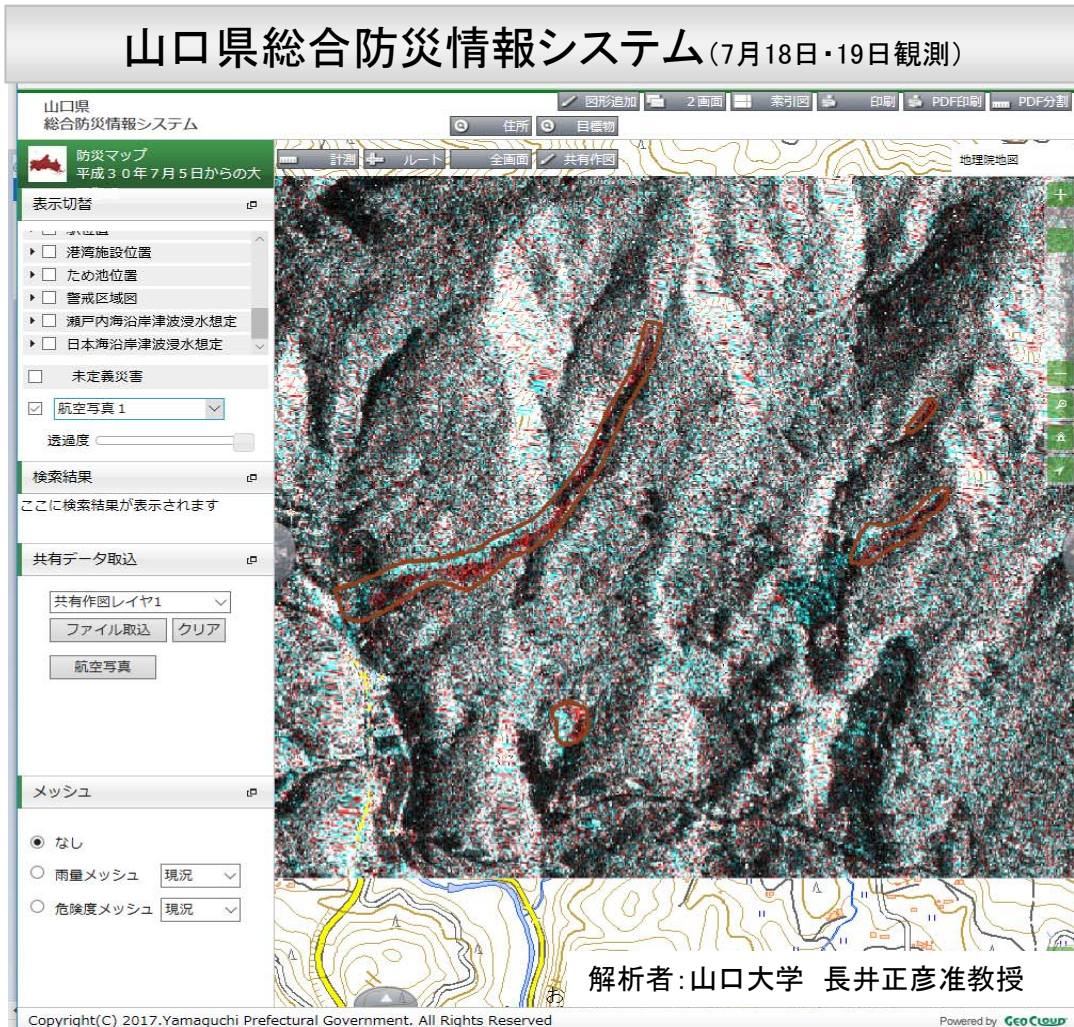 山口県総合防災情報システム(7月18日・19日観測)
山口県
総合防災情報システム
図形追加 2画面 索引図 印刷 PDF印刷 PDF分割
住所 目標物
防災マップ
平成30年7月5日からの大
計測 ルート 全画面 共有作図
地理院地図
表示切替
港湾施設位置
ため池位置
警戒区域図
瀬戸内海沿岸津波浸水想定
日本海沿岸津波浸水想定
未定義災害
航空写真1
透過度
検索結果
ここに検索結果が表示されます
共有データ取込
共有作図レイヤ1
ファイル取込 クリア
航空写真
メッシュ
なし
雨量メッシュ 現況
危険度メッシュ 現況
お
解析者:山口大学 長井正彦准教授
Copyright(C) 2017.Yamaguchi Prefectural Government. All Rights Reserved
Powered by GEOCLOUD